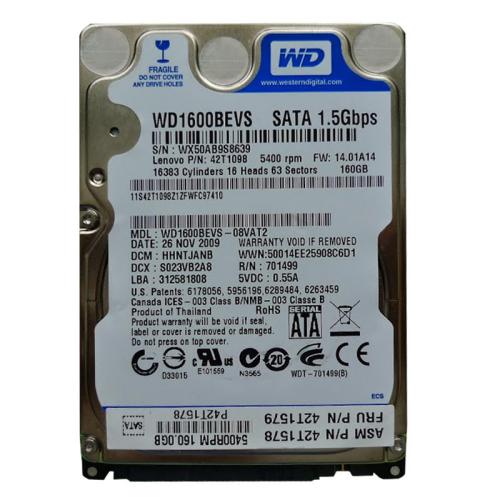 FRAGILE
DO NOT COVER
ANY DRIVE HOLES
WD
www.westerndigital.com
WD1600BEVS SATA 1.5Gbps
S/N: WX50AB9S8639
Lenovo P/N: 42T1098 5400 rpm FW: 14.01A14
16383 Cylinders 16 Heads 63 Sectors 160GB
11S42T1098Z1ZFWFC97410
MDL: WD1600BEVS-08VAT2
DATE: 26 NOV 2009 WARRANTY VOID IF REMOVED
DCM: HHNTJANB WWN:50014EE25908C6D1
DCX: S023VB2A8 R/N: 701499
LBA: 312581808 5VDC: 0.55A
U.S. Patents: 6178056, 5956196,6289484, 6263459
Canada ICES-003 Class B/NMB-003 Classe B
Product of Thailand RoHS
Product warranty will be void if any seal,
label or cover is removed or damaged.
Do not cover breathing hole.
SERIAL
ATA
D33015 E101559 N3565 20 WDT-701499(B)
ECS
ASM P/N 42T1578
FRU P/N 42T1579
P42T1578
5400RPM 160.0GB
SATA